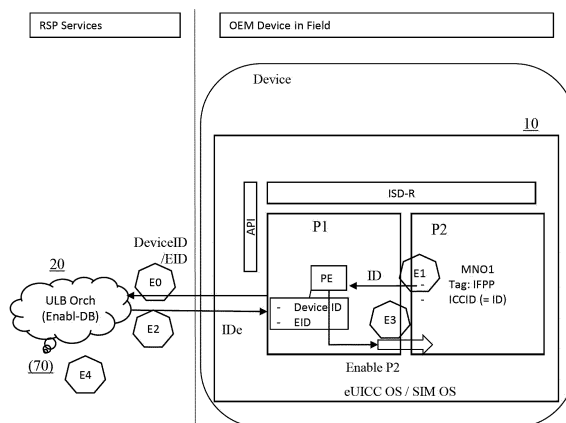 RSP Services
OEM Device in Field
Device
10
ISD-R
API
P1
P2
DeviceID
/EID
20
E0
PE
ID
E1
MNO1
Tag: IFPP
-
ICCID (= ID)
-
ULB Orch
(Enabl-DB)
- Device ID
- EID
E3
E2
IDe
(70)
E4
Enable P2
eUICC OS / SIM OS